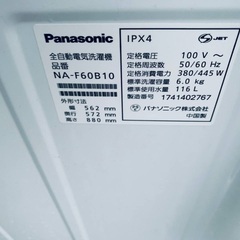 Panasonic
IPX4
JET
全自動電気洗濯機
品番
NA-F60B10
外形寸法
幅 562 mm
奥行 572 mm
高さ 880 mm
定格電圧 100 V ~
定格周波数 50/60 Hz
定格消費電力 380/445 W
標準洗濯容量 6.0 kg
標準使用水量 116 L
製造番号 1741402767
パナソニック株式会社
中国製